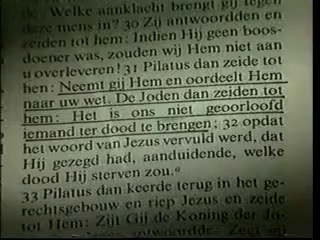 de. Welke aanklacht brengt gij tegen
deze mens in? 30 Zij antwoordden en
zeiden tot hem: Indien Hij geen boos-
doener was, zouden wij Hem niet aan
u overleveren! 31 Pilatus dan zeide tot
hen: Neemt gij Hem en oordeelt Hem
naar uw wet. De Joden dan zeiden tot
hem: Het is ons niet geoorloofd
iemand ter dood te brengen; 32 opdat
het woord van Jezus vervuld werd, dat
Hij gezegd had, aanduidende, welke
dood Hij sterven zou.
33 Pilatus dan keerde terug in het ge-
rechtsgebouw en riep Jezus en zeide
tot Hem: Zijt Gij de Koning der Jo-
antwoordde: Zegt gij